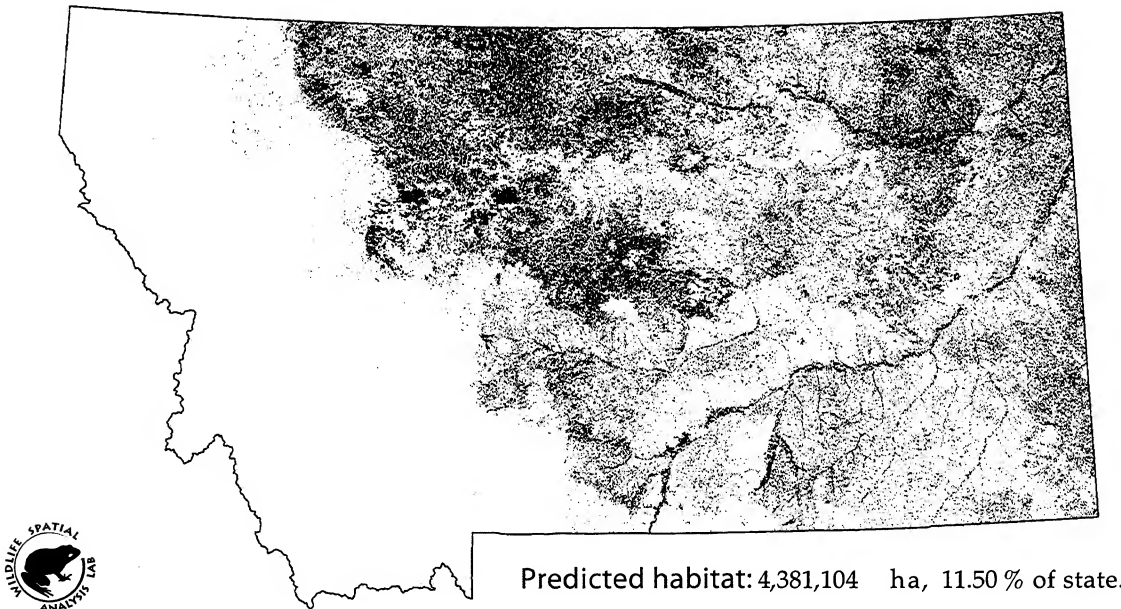 WILDLIFE SPATIAL ANALYSIS LAB
Predicted habitat: 4,381,104 ha, 11.50 % of state.